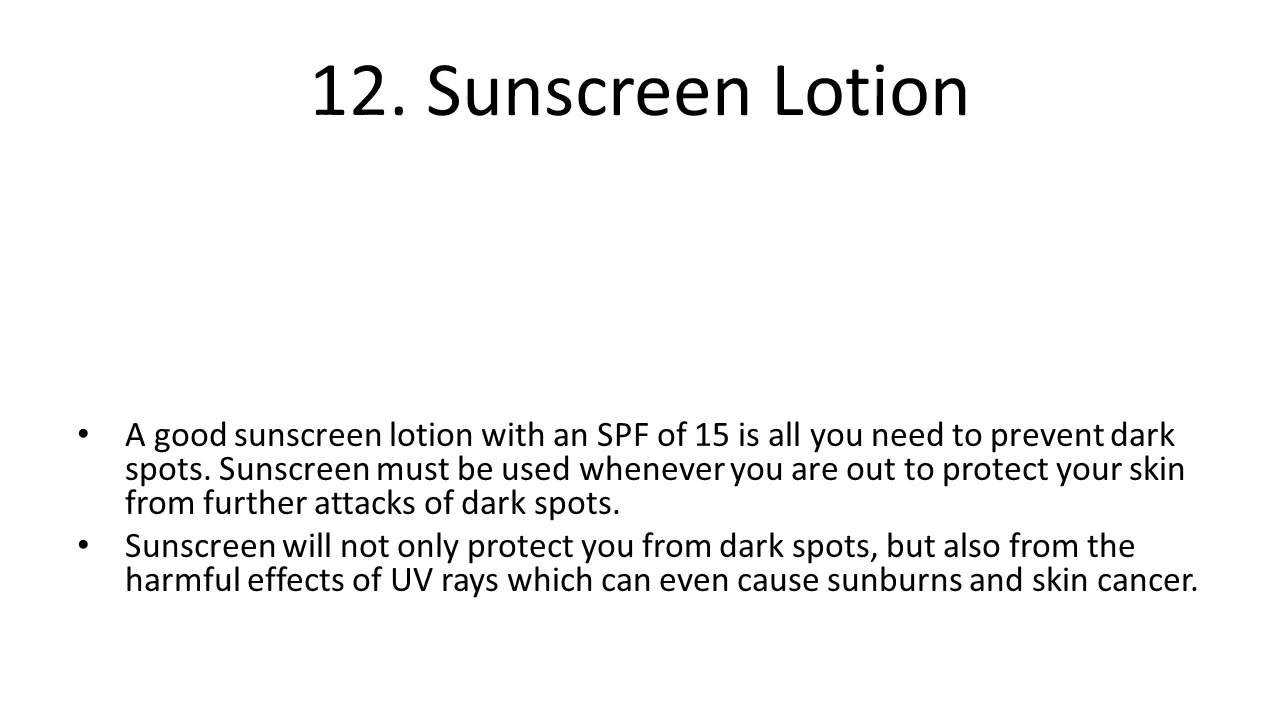 12. Sunscreen Lotion
• A good sunscreen lotion with an SPF of 15 is all you need to prevent dark
spots. Sunscreen must be used whenever you are out to protect your skin
from further attacks of dark spots.
• Sunscreen will not only protect you from dark spots, but also from the
harmful effects of UV rays which can even cause sunburns and skin cancer.